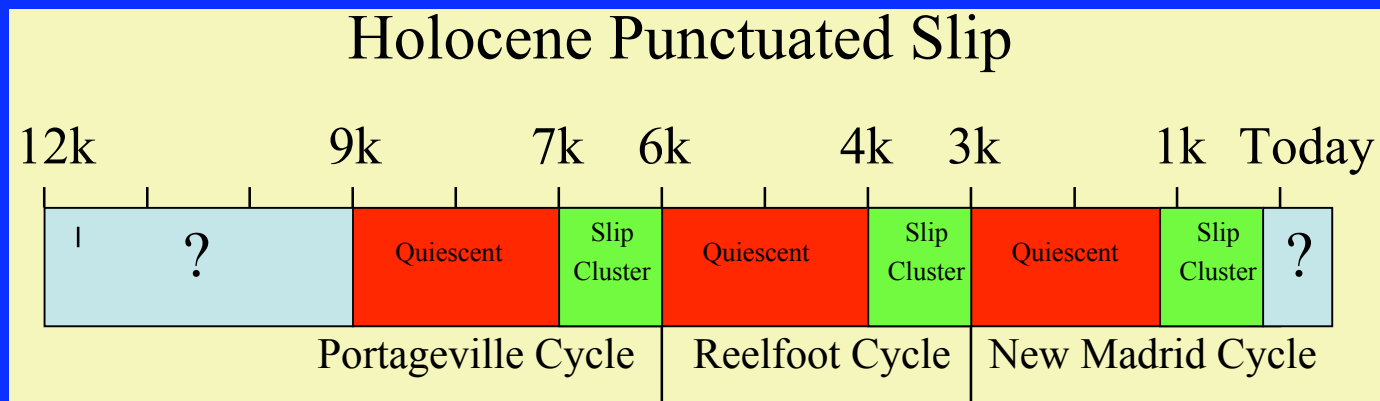 Holocene Punctuated Slip
12k 9k 7k 6k 4k 3k 1k Today
? Quiescent Slip Cluster Quiescent Slip Cluster Quiescent Slip Cluster ?
Portageville Cycle Reelfoot Cycle New Madrid Cycle